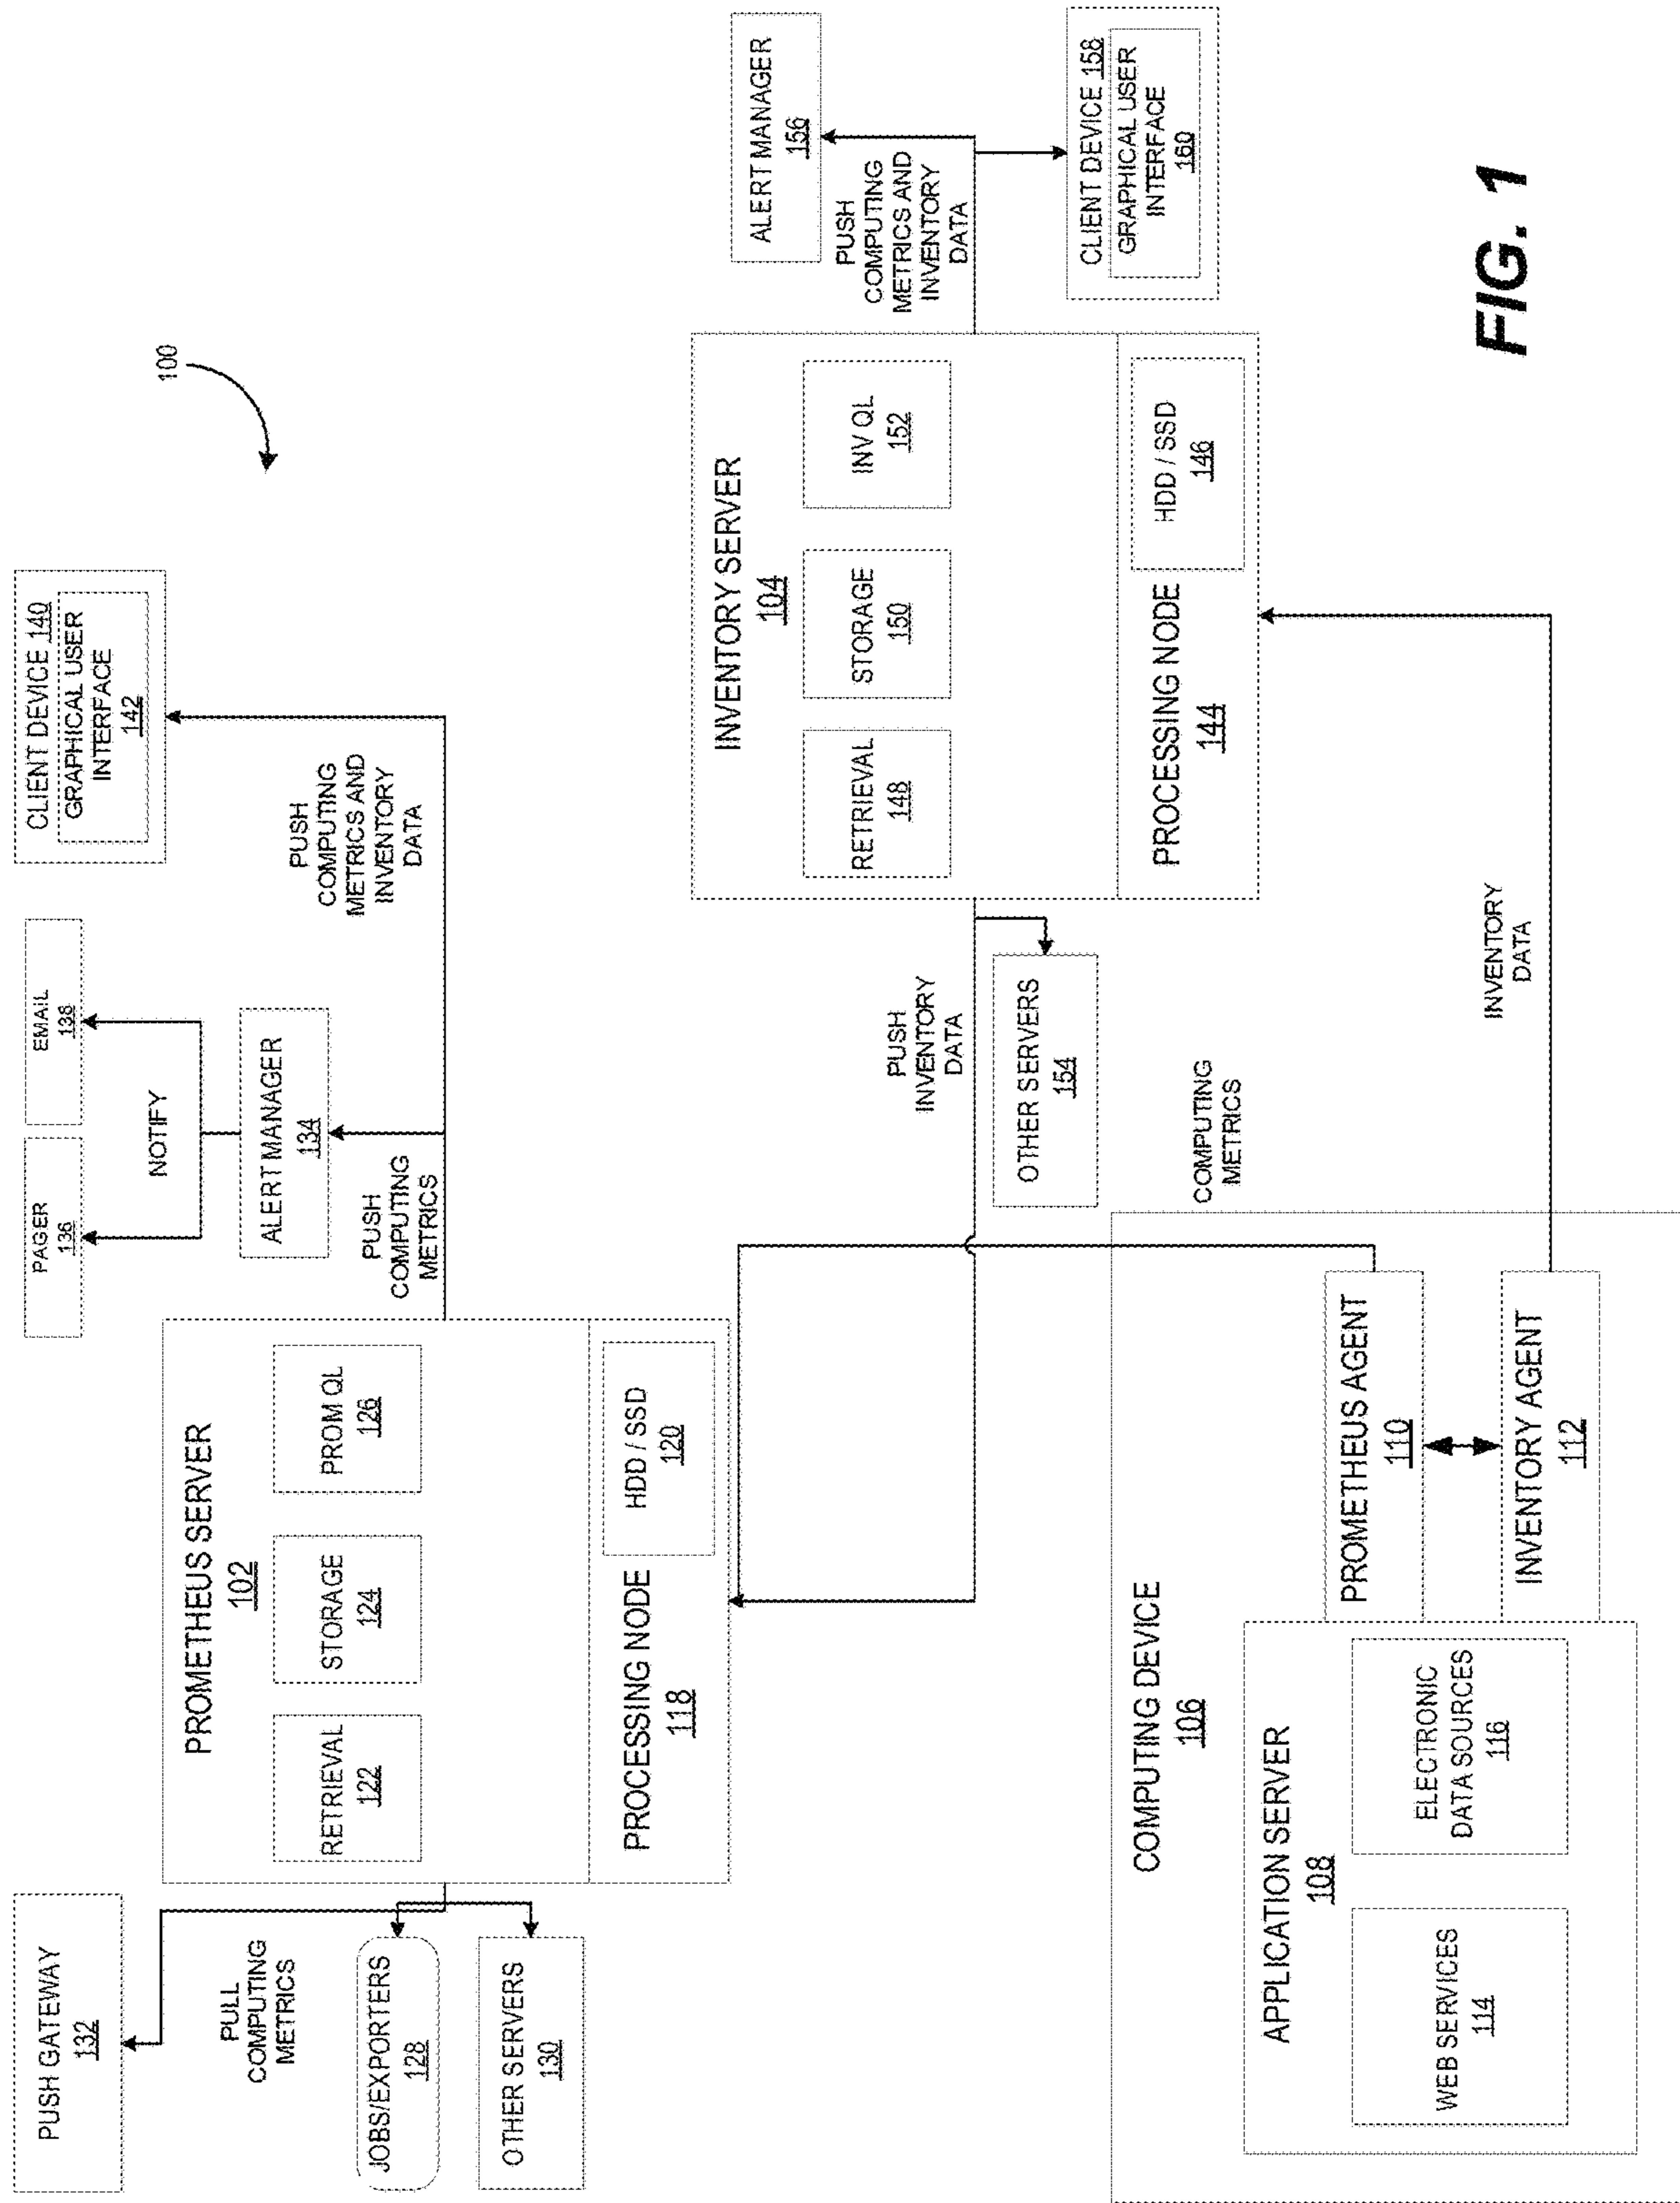 100
PUSH GATEWAY
132
PULL
COMPUTING
METRICS
JOBS/EXPORTERS
128
OTHER SERVERS
130
PROMETHEUS SERVER
102
RETRIEVAL
122
STORAGE
124
PROM QL
126
PROCESSING NODE
118
HDD / SSD
120
PAGER
136
EMAIL
138
NOTIFY
ALERT MANAGER
134
PUSH
COMPUTING
METRICS
CLIENT DEVICE 140
GRAPHICAL USER
INTERFACE
142
PUSH
COMPUTING
METRICS AND
INVENTORY
DATA
INVENTORY SERVER
104
RETRIEVAL
148
STORAGE
150
INV QL
152
PROCESSING NODE
144
HDD / SSD
146
PUSH
INVENTORY
DATA
OTHER SERVERS
154
ALERT MANAGER
156
PUSH
COMPUTING
METRICS AND
INVENTORY
DATA
CLIENT DEVICE 158
GRAPHICAL USER
INTERFACE
160
COMPUTING DEVICE
106
APPLICATION SERVER
108
WEB SERVICES
114
ELECTRONIC
DATA SOURCES
116
PROMETHEUS AGENT
110
INVENTORY AGENT
112
COMPUTING
METRICS
INVENTORY
DATA
FIG. 1